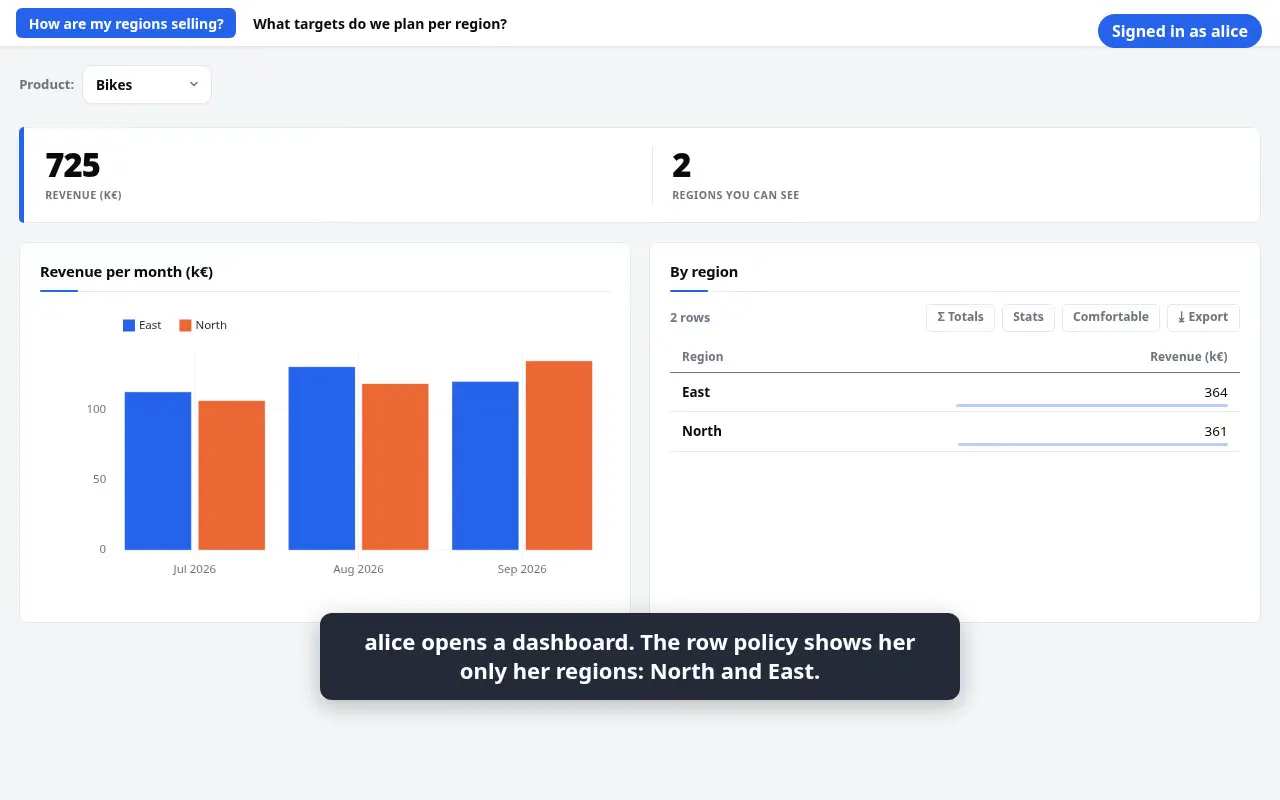 How are my regions selling?
What targets do we plan per region?
Signed in as alice
Product:
Bikes
725
REVENUE (K€)
2
REGIONS YOU CAN SEE
Revenue per month (k€)
East
North
100
50
0
Jul 2026
Aug 2026
Sep 2026
By region
2 rows
Σ Totals
Stats
Comfortable
⤓ Export
Region
Revenue (k€)
East
364
North
361
alice opens a dashboard. The row policy shows her
only her regions: North and East.